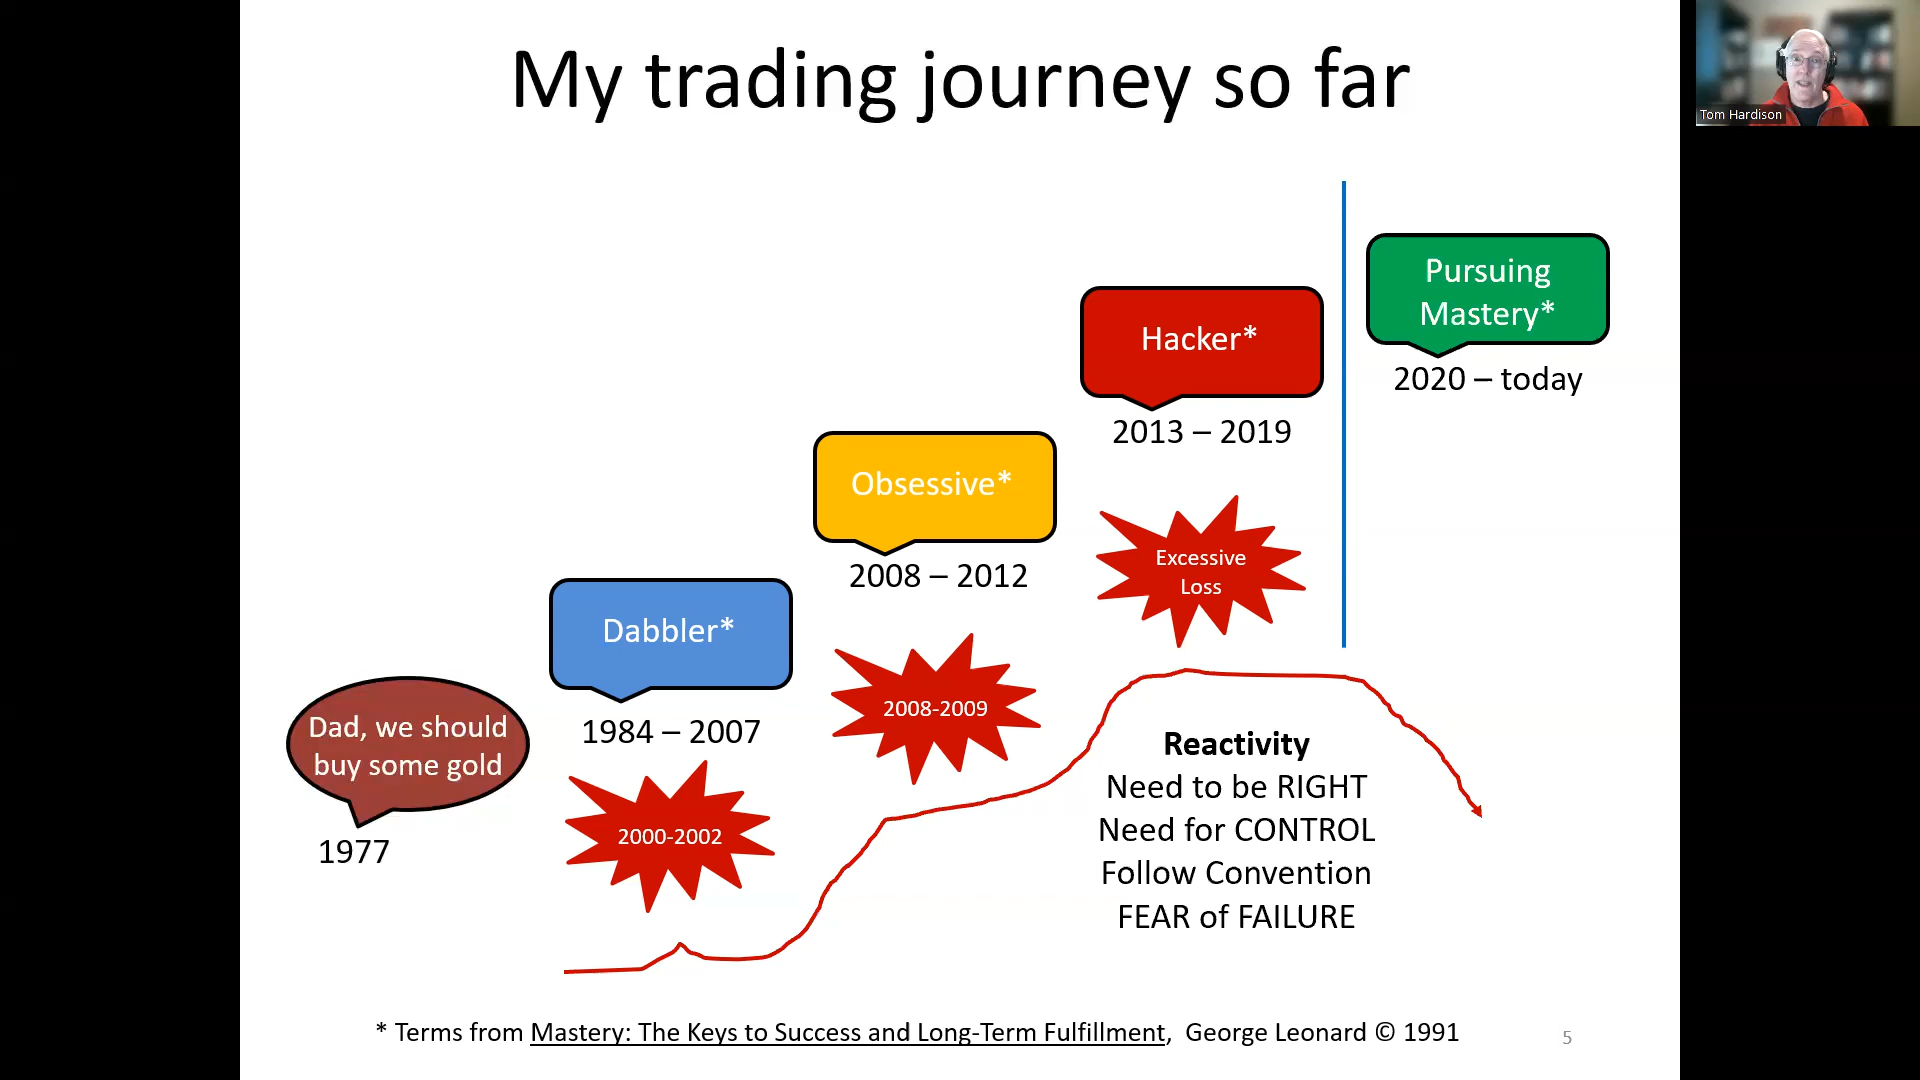 My trading journey so far
Tom Hardison
Pursuing
Mastery*
2020 – today
Hacker*
2013 – 2019
Excessive
Loss
Obsessive*
2008 – 2012
2008-2009
Dabbler*
1984 – 2007
2000-2002
Dad, we should
buy some gold
1977
Reactivity
Need to be RIGHT
Need for CONTROL
Follow Convention
FEAR of FAILURE
* Terms from Mastery: The Keys to Success and Long-Term Fulfillment, George Leonard © 1991
5